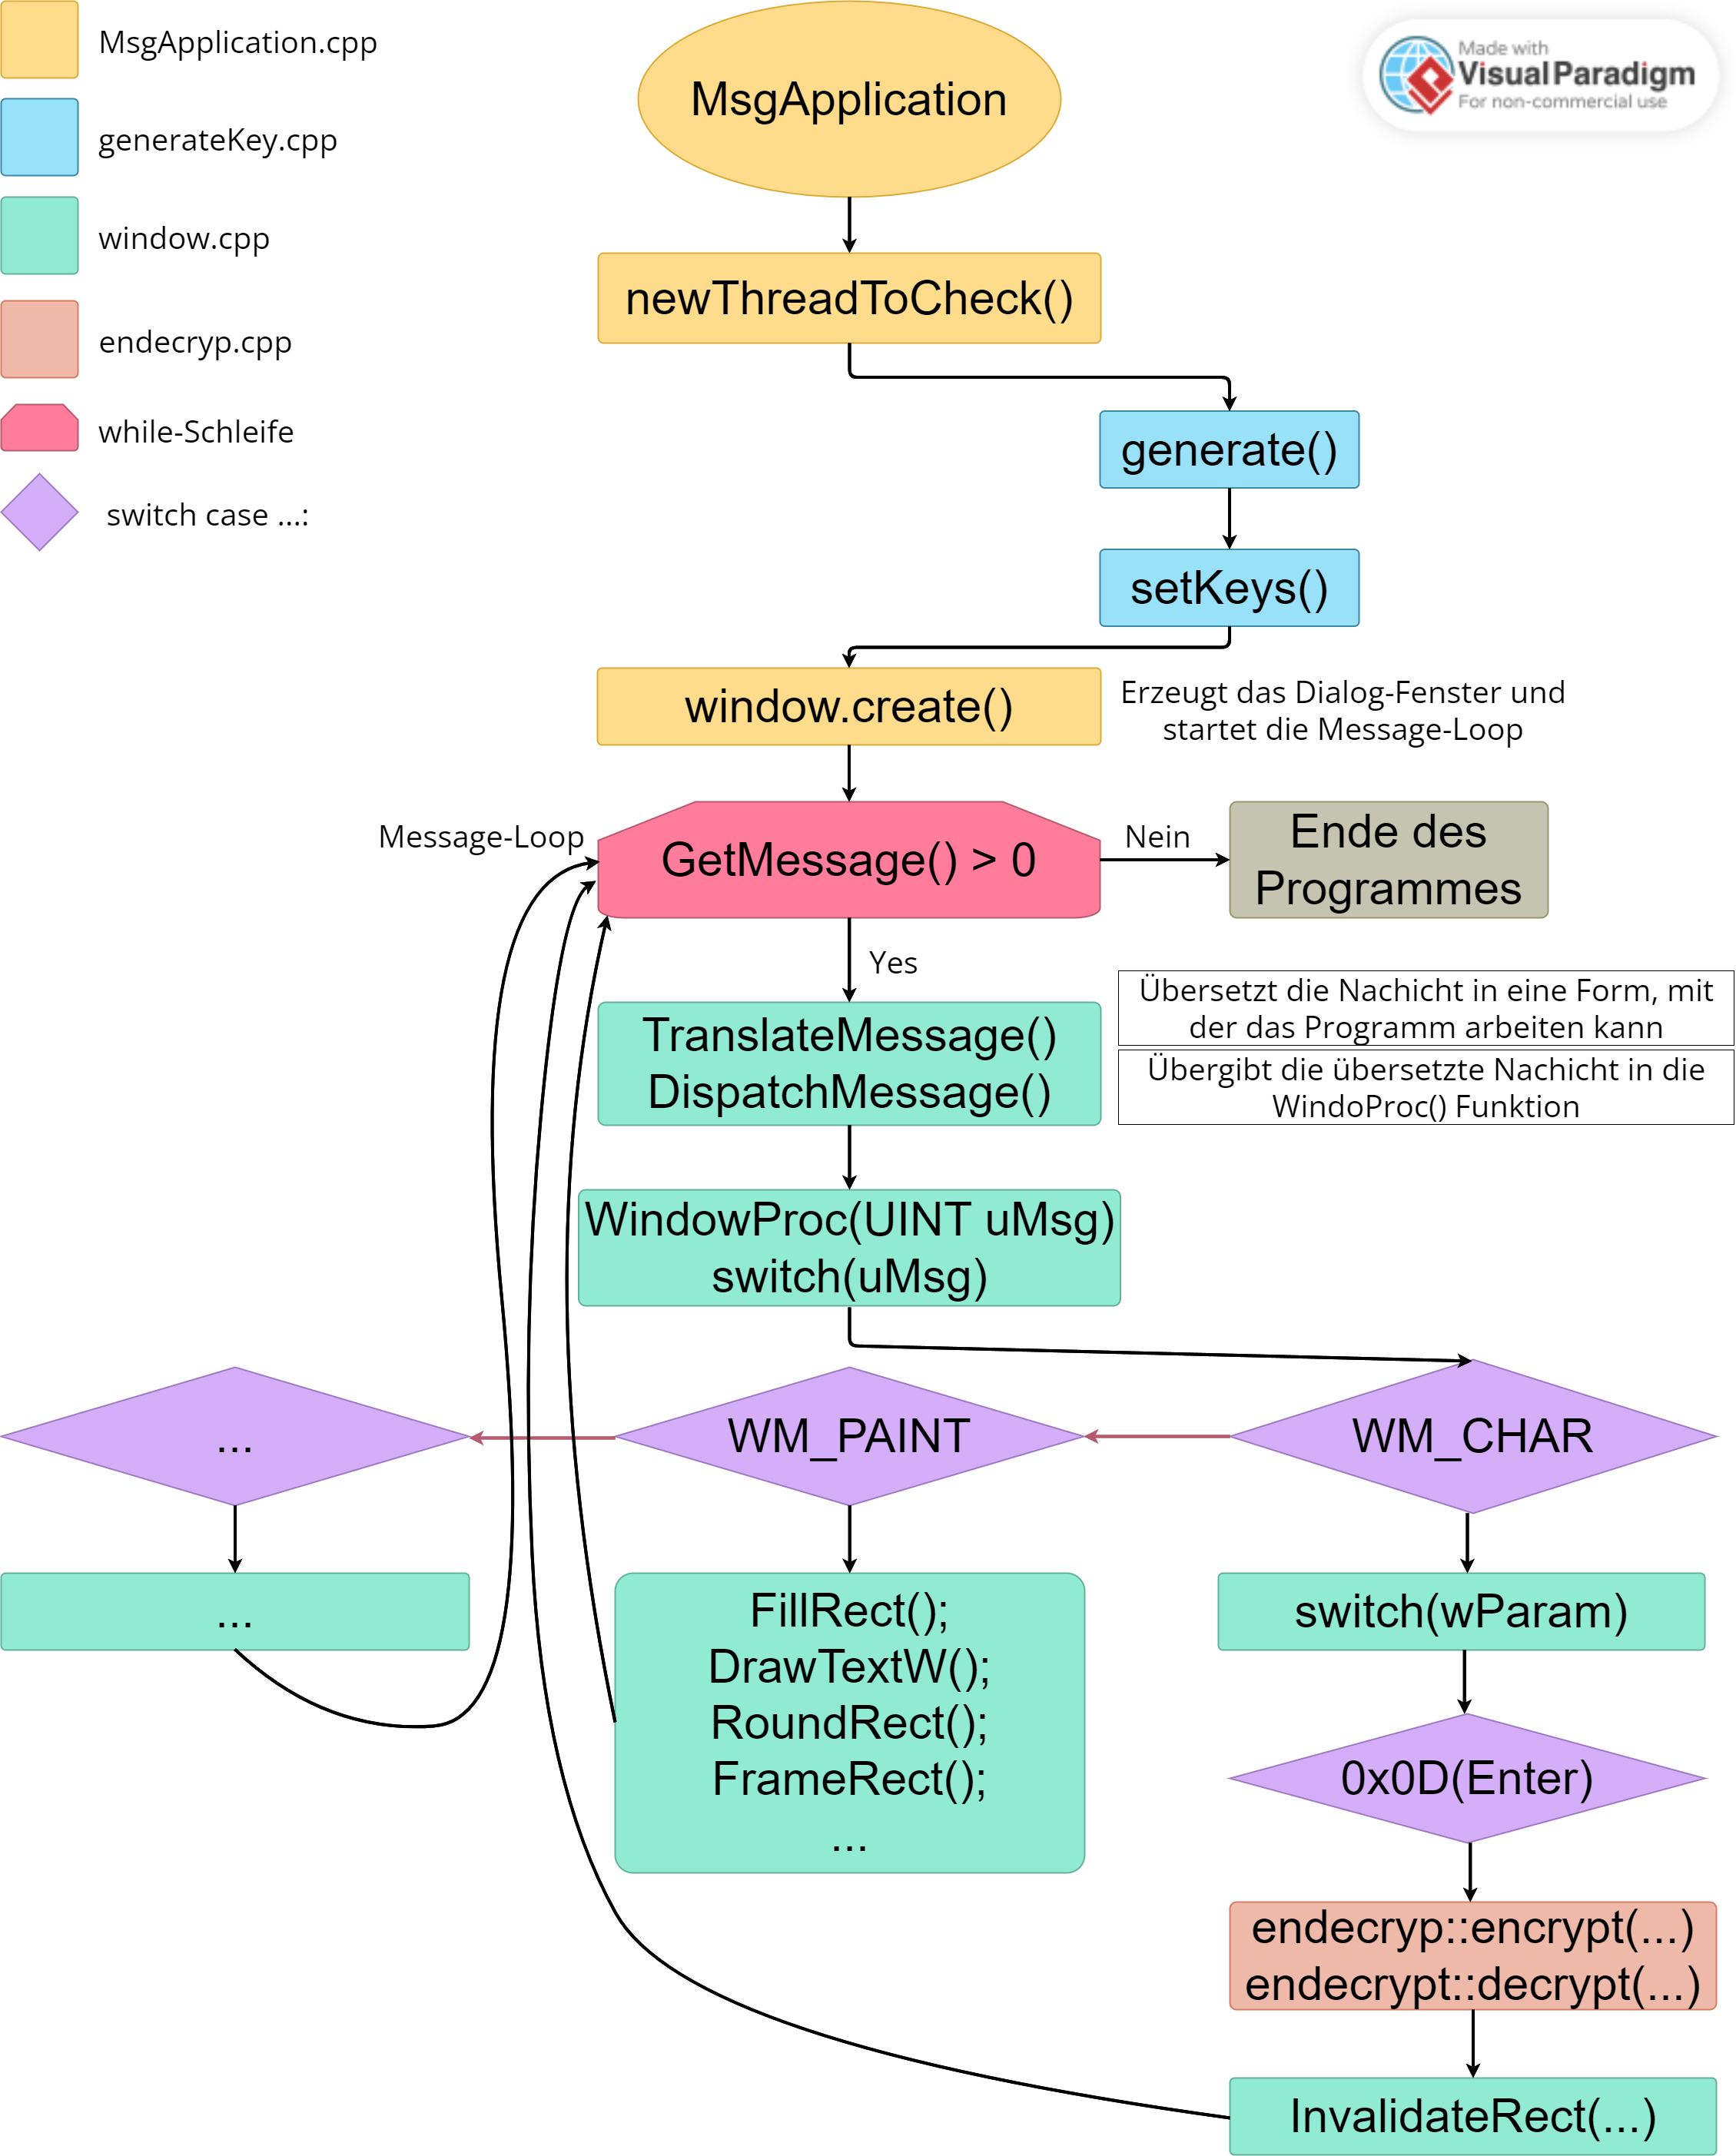 MsgApplication.cpp
generateKey.cpp
window.cpp
endecryp.cpp
while-Schleife
switch case ...:
Made with
Visual Paradigm
For non-commercial use
MsgApplication
newThreadToCheck()
generate()
setKeys()
window.create()
Erzeugt das Dialog-Fenster und
startet die Message-Loop
Message-Loop
GetMessage() > 0
Nein
Ende des
Programmes
Yes
TranslateMessage()
DispatchMessage()
Übersetzt die Nachicht in eine Form, mit
der das Programm arbeiten kann
Übergibt die übersetzte Nachicht in die
WindoProc() Funktion
WindowProc(UINT uMsg)
switch(uMsg)
...
WM_PAINT
WM_CHAR
...
FillRect();
DrawTextW();
RoundRect();
FrameRect();
...
switch(wParam)
0x0D(Enter)
endecryp::encrypt(...)
endecrypt::decrypt(...)
InvalidateRect(...)